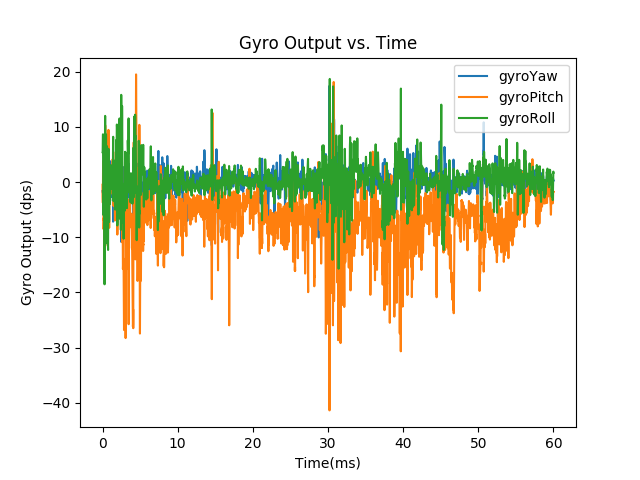 Gyro Output vs. Time
gyroYaw
gyroPitch
gyroRoll
Gyro Output (dps)
20
10
0
−10
−20
−30
−40
0
10
20
30
40
50
60
Time(ms)